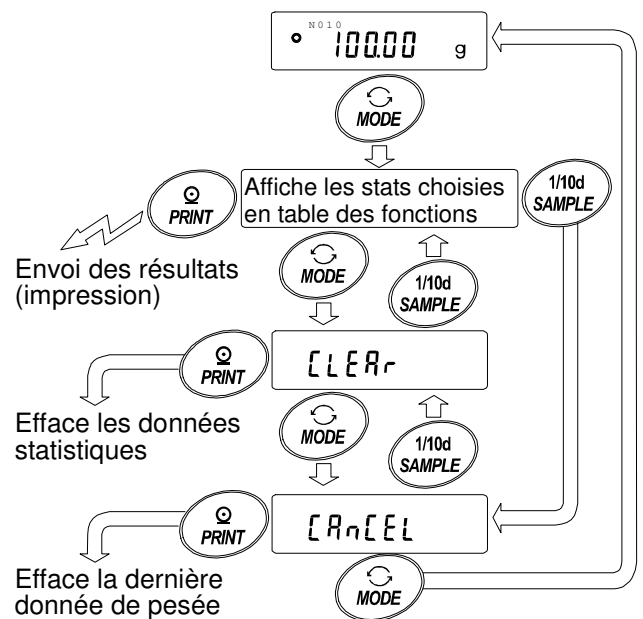 N010
100.00 g
MODE
PRINT
Affiche les stats choisies
en table des fonctions
1/10d
SAMPLE
Envoi des résultats
(impression)
MODE
1/10d
SAMPLE
PRINT
CLEAr
Efface les données
statistiques
MODE
1/10d
SAMPLE
PRINT
CAnCEL
Efface la dernière
donnée de pesée
MODE